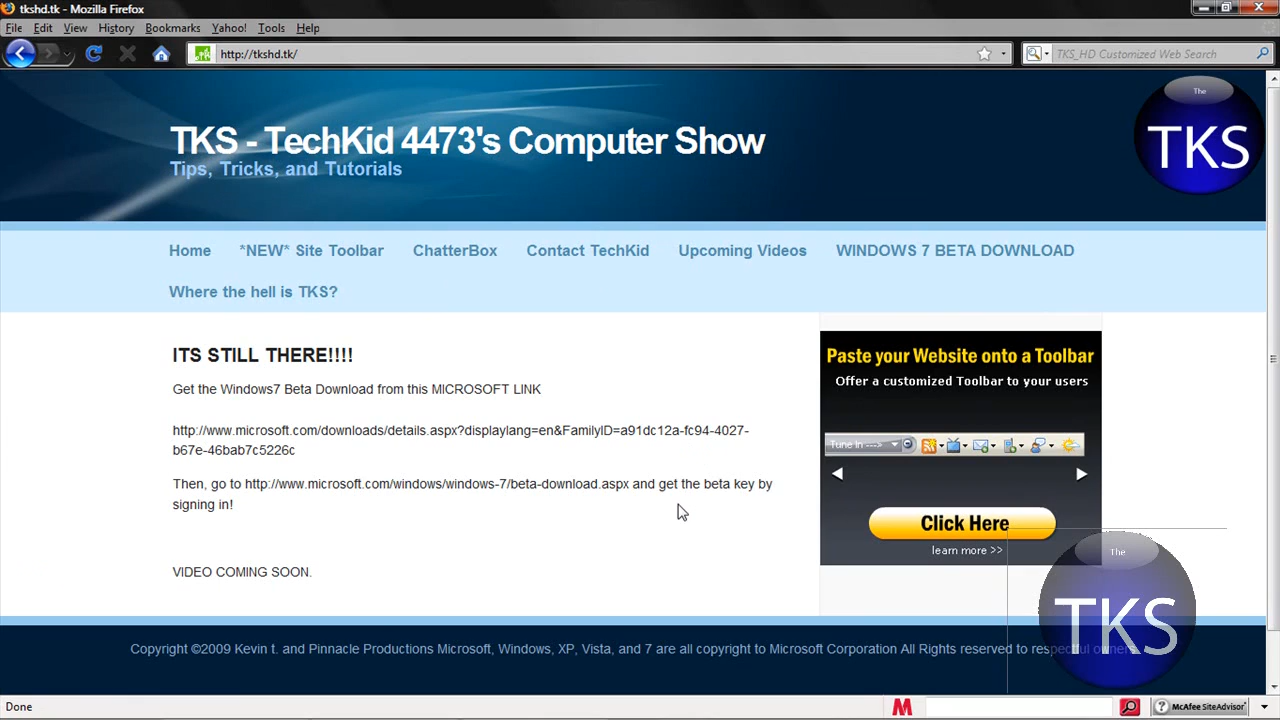 tkshd.tk - Mozilla Firefox
File Edit View History Bookmarks Yahoo! Tools Help
http://tkshd.tk/
TKS_HD Customized Web Search
TKS - TechKid 4473's Computer Show
Tips, Tricks, and Tutorials
The
TKS
Home *NEW* Site Toolbar ChatterBox Contact TechKid Upcoming Videos WINDOWS 7 BETA DOWNLOAD
Where the hell is TKS?
ITS STILL THERE!!!!
Get the Windows7 Beta Download from this MICROSOFT LINK
http://www.microsoft.com/downloads/details.aspx?displaylang=en&FamilyID=a91dc12a-fc94-4027-
b67e-46bab7c5226c
Then, go to http://www.microsoft.com/windows/windows-7/beta-download.aspx and get the beta key by
signing in!
VIDEO COMING SOON.
Paste your Website onto a Toolbar
Offer a customized Toolbar to your users
Tune In --->
Click Here
learn more >>
The
TKS
Copyright ©2009 Kevin t. and Pinnacle Productions Microsoft, Windows, XP, Vista, and 7 are all copyright to Microsoft Corporation All Rights reserved to respectful owners.
Done
McAfee SiteAdvisor